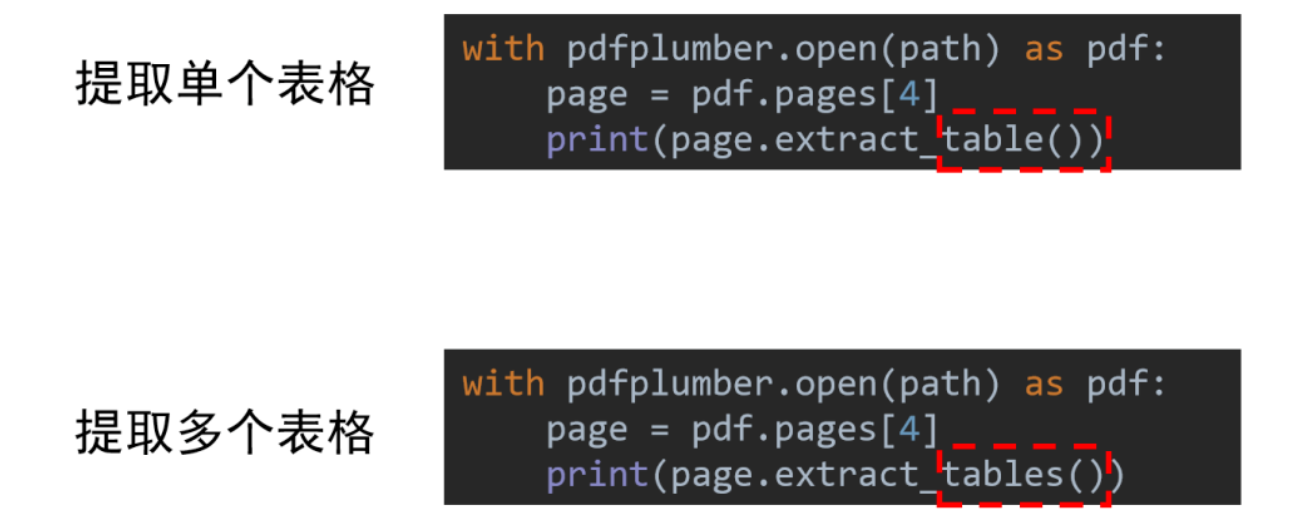 提取单个表格
with pdfplumber.open(path) as pdf:
    page = pdf.pages[4]
    print(page.extract_table())
提取多个表格
with pdfplumber.open(path) as pdf:
    page = pdf.pages[4]
    print(page.extract_tables())